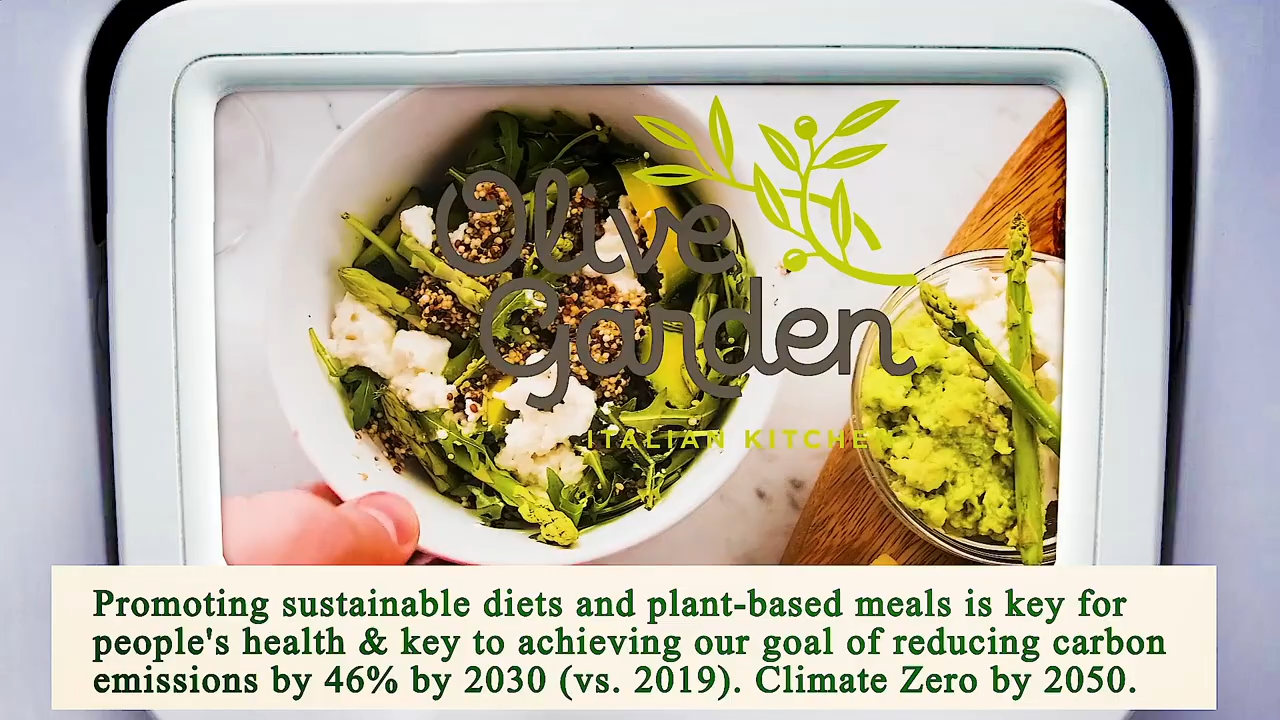 Olive
Garden
ITALIAN KITCHEN
Promoting sustainable diets and plant-based meals is key for
people's health & key to achieving our goal of reducing carbon
emissions by 46% by 2030 (vs. 2019). Climate Zero by 2050.